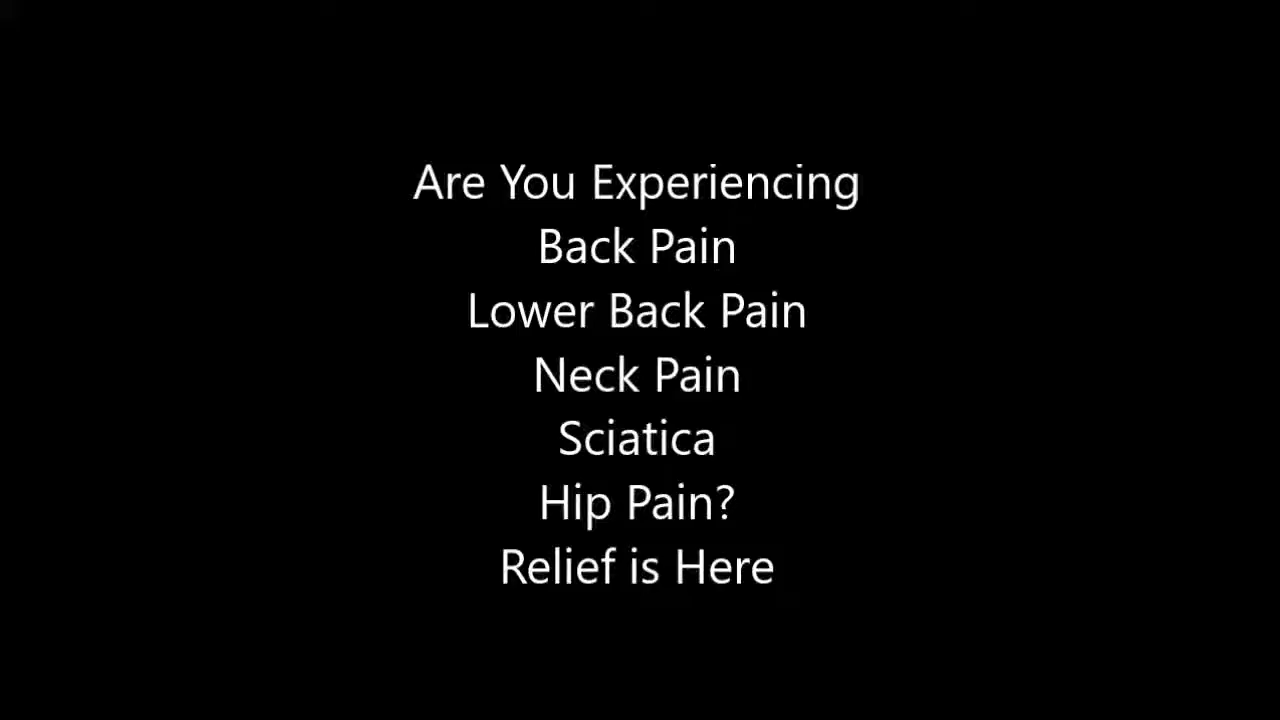 Are You Experiencing
Back Pain
Lower Back Pain
Neck Pain
Sciatica
Hip Pain?
Relief is Here